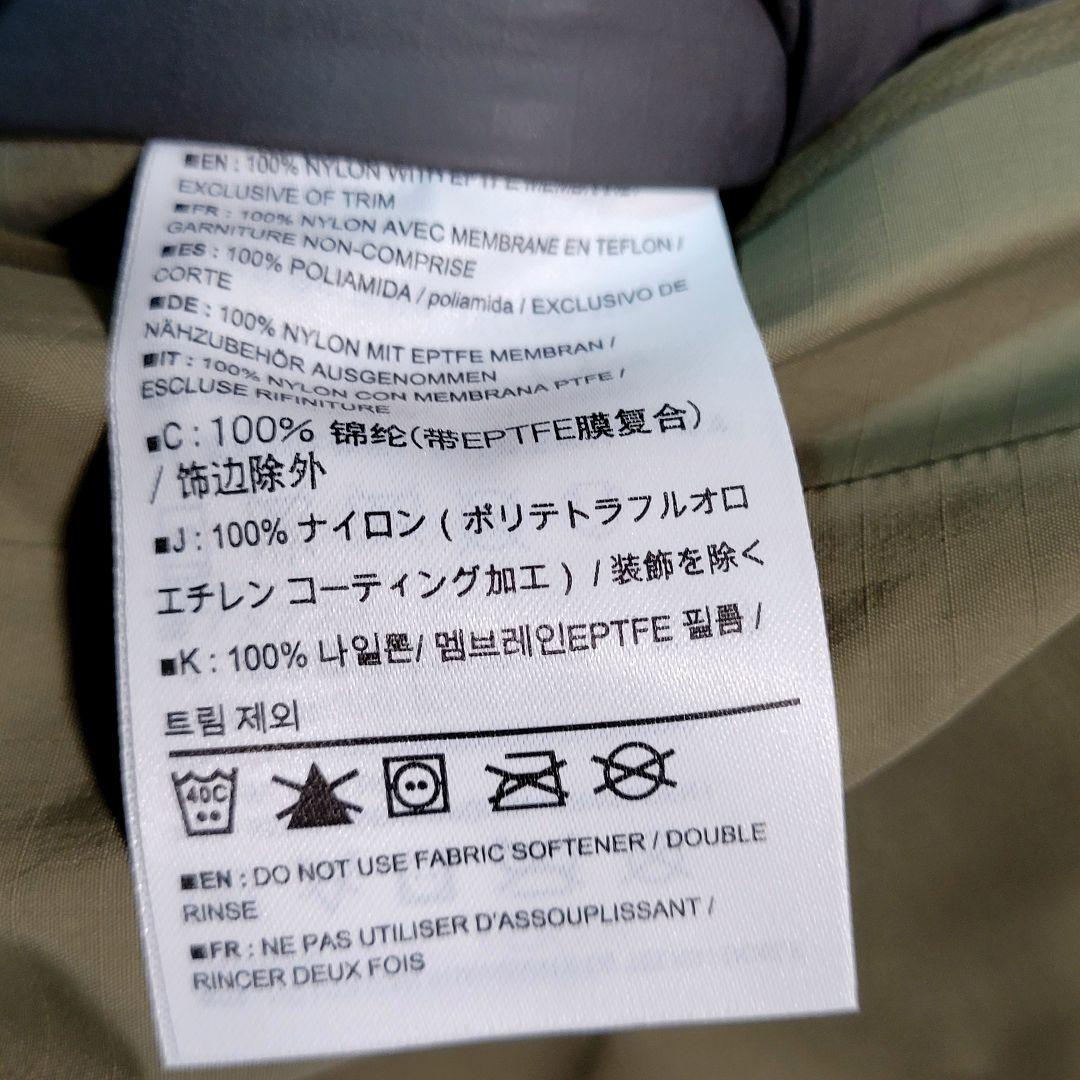 ■EN : 100% NYLON WITH EPTFE MEMBRANE/
EXCLUSIVE OF TRIM
■FR : 100% NYLON AVEC MEMBRANE EN TEFLON /
GARNITURE NON-COMPRISE
■ES : 100% POLIAMIDA / poliamida / EXCLUSIVO DE
CORTE
■DE : 100% NYLON MIT EPTFE MEMBRAN /
NÄHZUBEHÖR AUSGENOMMEN
■IT : 100% NYLON CON MEMBRANA PTFE /
ESCLUSE RIFINITURE
■C : 100% 锦纶(带EPTFE膜复合)
/ 饰边除外
■J : 100% ナイロン ( ポリテトラフルオロ
エチレン コーティング加工 ) / 装飾を除く
■K : 100% 나일론/ 멤브레인EPTFE 필름 /
트림 제외
40C
■EN : DO NOT USE FABRIC SOFTENER / DOUBLE
RINSE
■FR : NE PAS UTILISER D'ASSOUPLISSANT /
RINCER DEUX FOIS